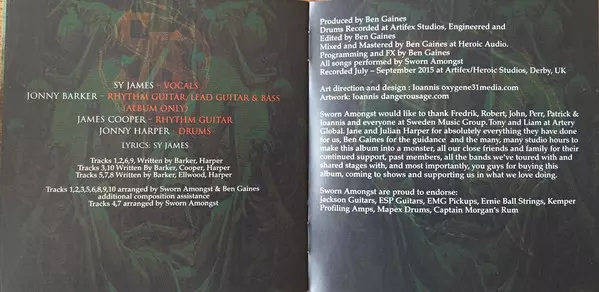 SY JAMES - VOCALS
JONNY BARKER - RHYTHM GUITAR, LEAD GUITAR & BASS
(ALBUM ONLY)
JAMES COOPER - RHYTHM GUITAR
JONNY HARPER - DRUMS
LYRICS: SY JAMES
Tracks 1,2,6,9, Written by Barker, Harper
Tracks 3,10 Written by Barker, Cooper, Harper
Tracks 5,7,8 Written by Barker, Ellwood, Harper
Tracks 1,2,3,5,6,8,9,10 arranged by Sworn Amongst & Ben Gaines
additional composition assistance
Tracks 4,7 arranged by Sworn Amongst
Produced by Ben Gaines
Drums Recorded at Artifex Studios, Engineered and
Edited by Ben Gaines
Mixed and Mastered by Ben Gaines at Heroic Audio.
Programming and FX by Ben Gaines
All songs performed by Sworn Amongst
Recorded July – September 2015 at Artifex/Heroic Studios, Derby, UK
Art direction and design : Ioannis oxygene31media.com
Artwork: Ioannis dangerousage.com
Sworn Amongst would like to thank Fredrik, Robert, John, Perr, Patrick &
Ioannis and everyone at Sweden Music Group. Tony and Liam at Artery
Global. Jane and Julian Harper for absolutely everything they have done
for us, Ben Gaines for the guidance and the many, many studio hours to
make this album into a monster, all our close friends and family for their
continued support, past members, all the bands we've toured with and
shared stages with, and most importantly, you guys for buying this
album, coming to shows and supporting us in what we love doing.
Sworn Amongst are proud to endorse:
Jackson Guitars, ESP Guitars, EMG Pickups, Ernie Ball Strings, Kemper
Profiling Amps, Mapex Drums, Captain Morgan's Rum